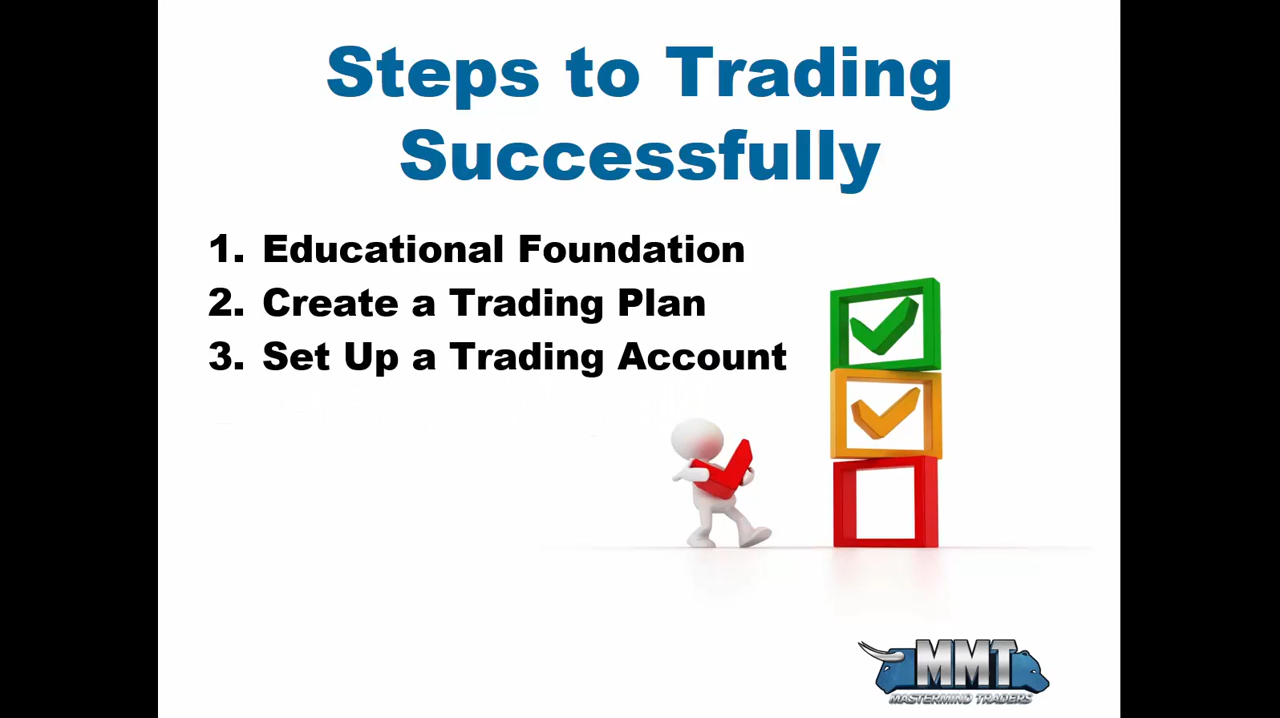 Steps to Trading
Successfully
1. Educational Foundation
2. Create a Trading Plan
3. Set Up a Trading Account
MMT
MASTERMIND TRADERS